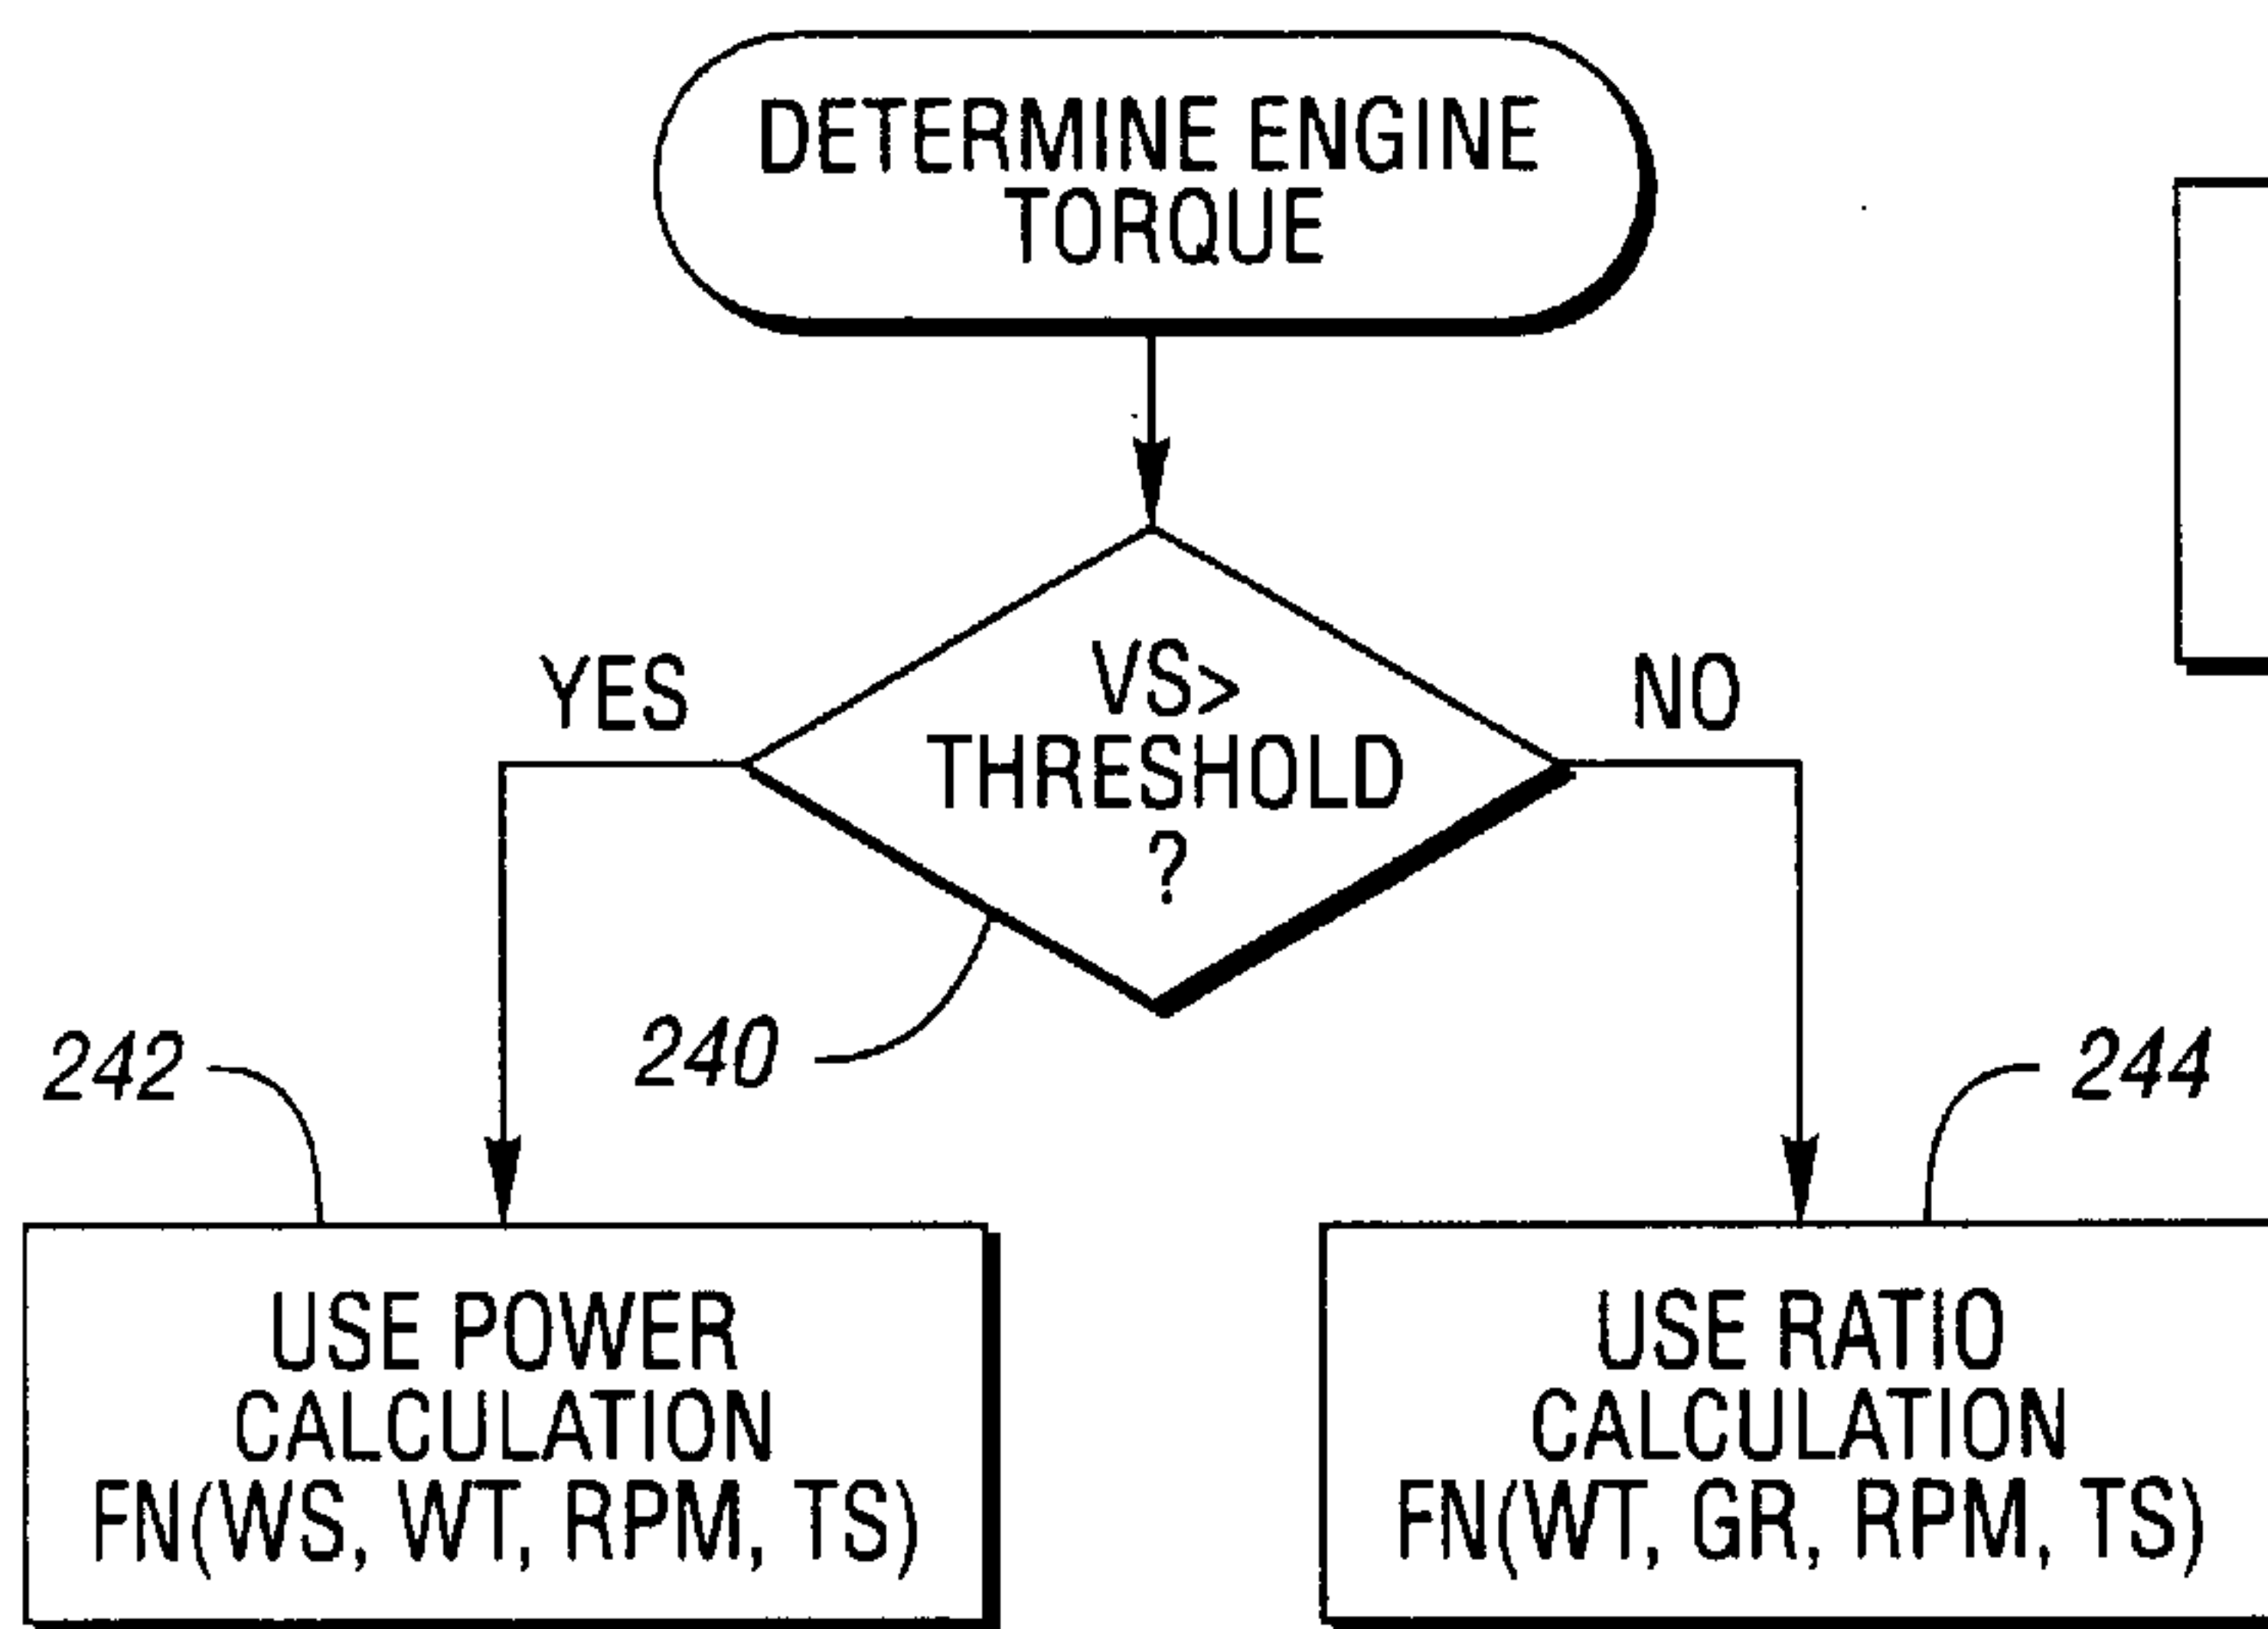 DETERMINE ENGINE
TORQUE
VS>
THRESHOLD
?
YES
NO
242
240
244
USE POWER
CALCULATION
FN(WS, WT, RPM, TS)
USE RATIO
CALCULATION
FN(WT, GR, RPM, TS)